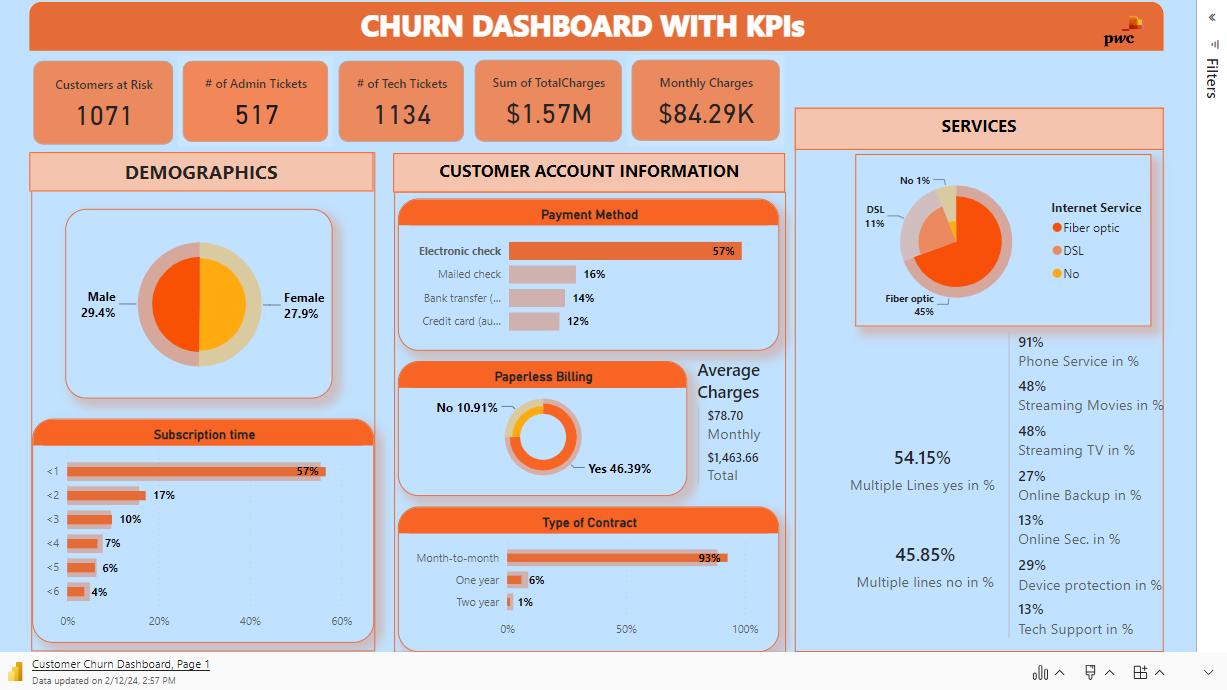 CHURN DASHBOARD WITH KPIs
pwc
Customers at Risk
1071
# of Admin Tickets
517
# of Tech Tickets
1134
Sum of TotalCharges
$1.57M
Monthly Charges
$84.29K
DEMOGRAPHICS
Male
29.4%
Female
27.9%
Subscription time
<1
57%
<2
17%
<3
10%
<4
7%
<5
6%
<6
4%
0%
20%
40%
60%
CUSTOMER ACCOUNT INFORMATION
Payment Method
Electronic check
57%
Mailed check
16%
Bank transfer (...
14%
Credit card (au...
12%
Paperless Billing
No 10.91%
Yes 46.39%
Average
Charges
$78.70
Monthly
$1,463.66
Total
Type of Contract
Month-to-month
93%
One year
6%
Two year
1%
0%
50%
100%
SERVICES
No 1%
DSL
11%
Fiber optic
45%
Internet Service
Fiber optic
DSL
No
54.15%
Multiple Lines yes in %
45.85%
Multiple lines no in %
91%
Phone Service in %
48%
Streaming Movies in %
48%
Streaming TV in %
27%
Online Backup in %
13%
Online Sec. in %
29%
Device protection in %
13%
Tech Support in %
Filters
Customer Churn Dashboard, Page 1
Data updated on 2/12/24, 2:57 PM